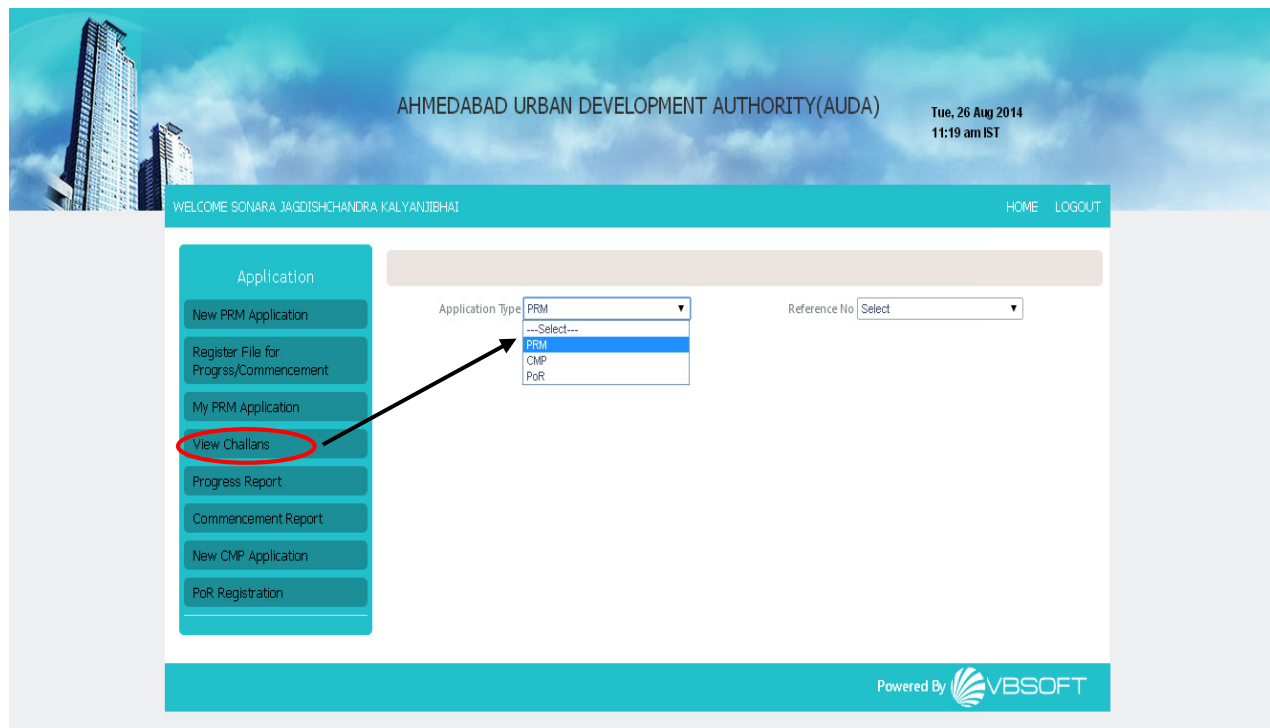 AHMEDABAD URBAN DEVELOPMENT AUTHORITY(AUDA)
Tue, 26 Aug 2014
11:19 am IST
WELCOME SONARA JAGDISHCHANDRA KALYANJIBHAI
HOME LOGOUT
Application
New PRM Application
Register File for
Progrss/Commencement
My PRM Application
View Challans
Progress Report
Commencement Report
New CMP Application
PoR Registration
Application Type PRM
---Select---
PRM
CMP
PoR
Reference No Select
Powered By VBSOFT